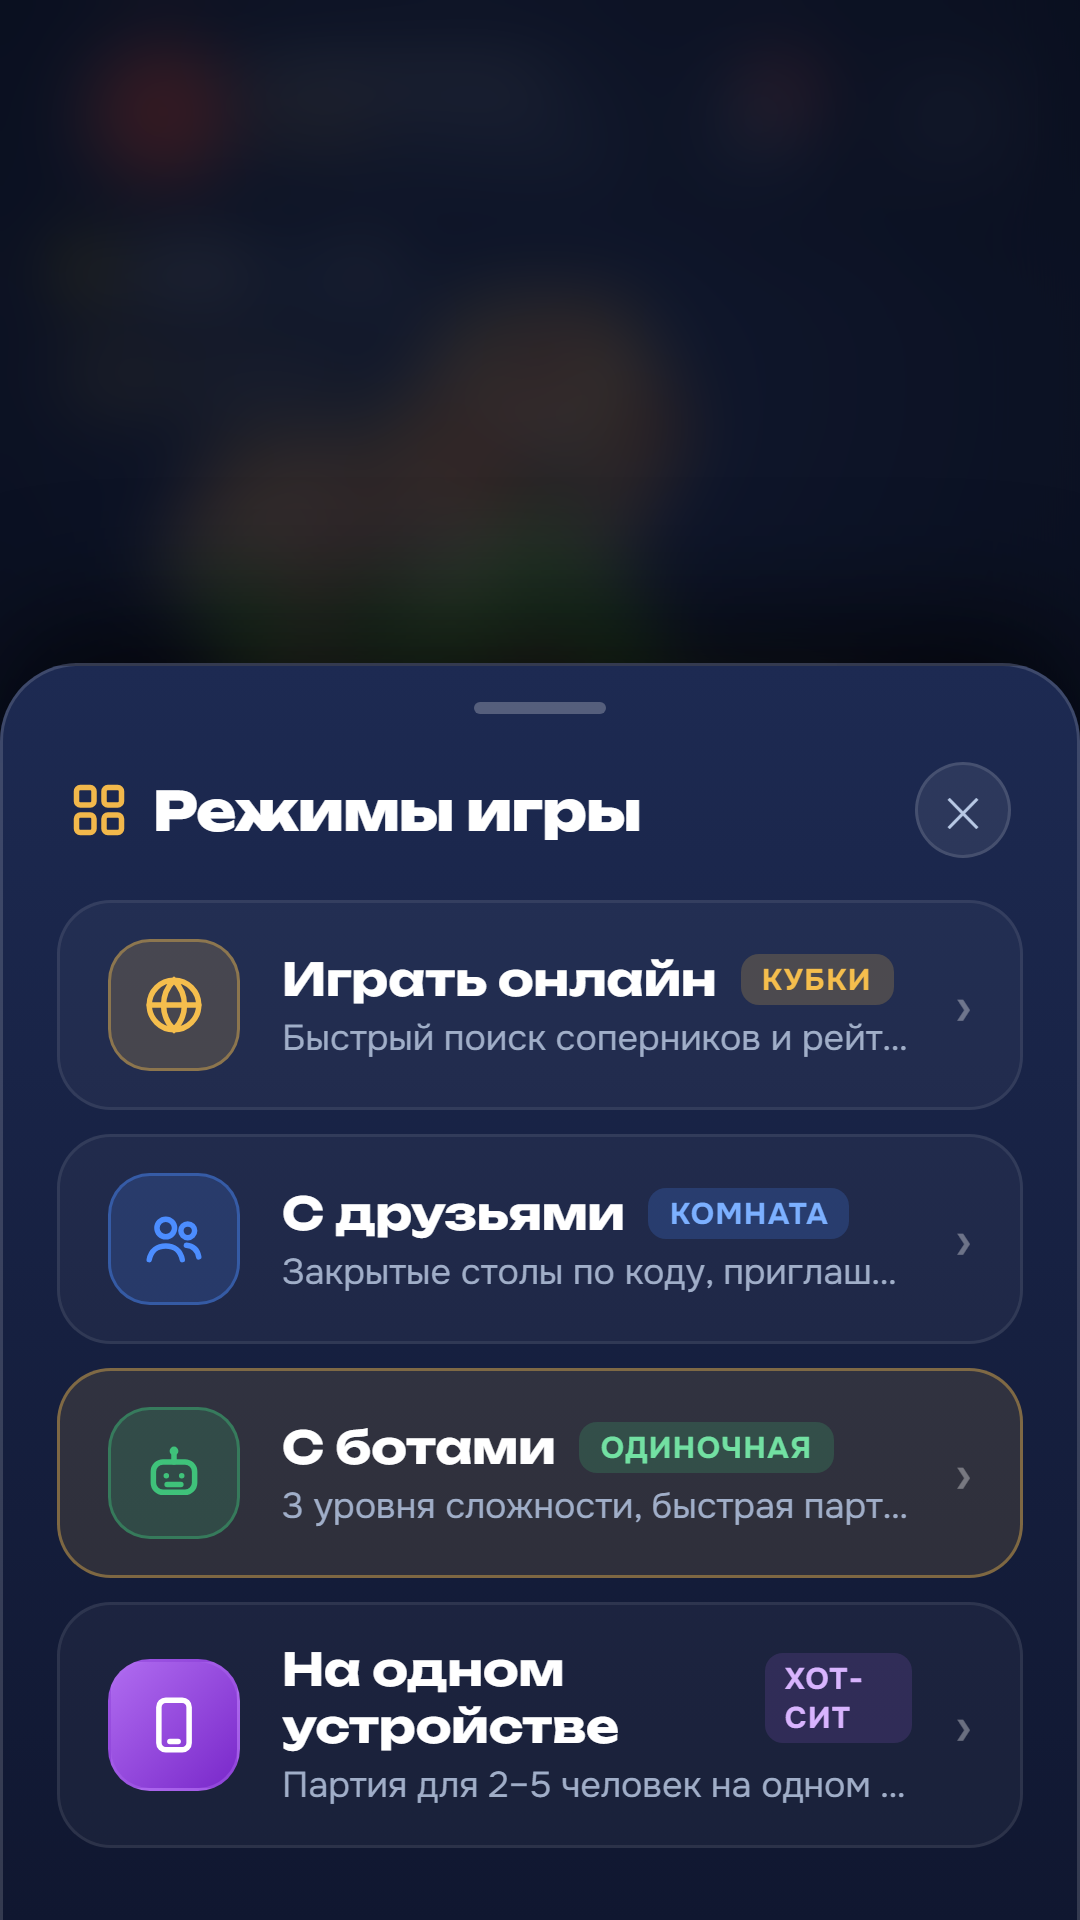 Режимы игры
Играть онлайн КУБКИ
Быстрый поиск соперников и рейт...
С друзьями КОМНАТА
Закрытые столы по коду, приглаш...
С ботами ОДИНОЧНАЯ
3 уровня сложности, быстрая парт...
На одном
устройстве
ХОТ-
СИТ
Партия для 2–5 человек на одном ...